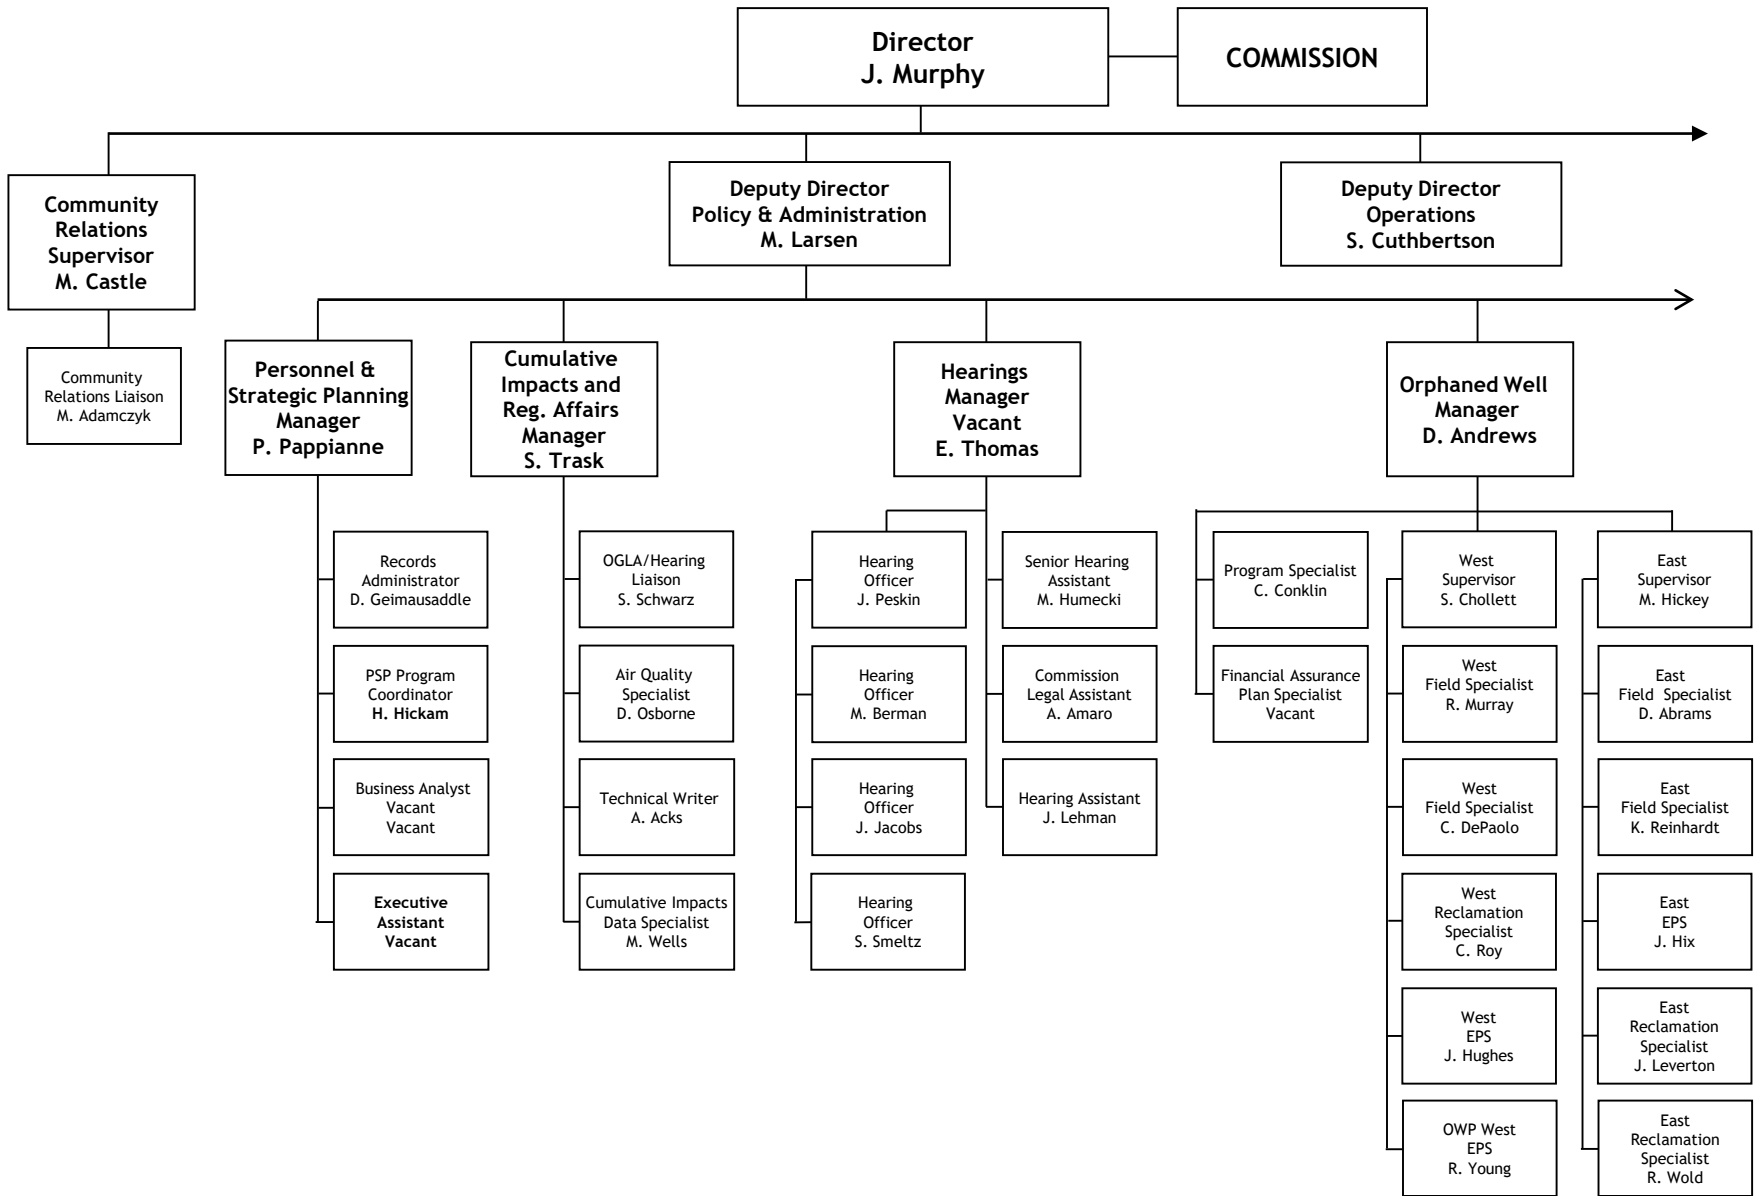 Director
J. Murphy
COMMISSION
Community
Relations
Supervisor
M. Castle
Deputy Director
Policy & Administration
M. Larsen
Deputy Director
Operations
S. Cuthbertson
Community
Relations Liaison
M. Adamczyk
Personnel &
Strategic Planning
Manager
P. Pappianne
Cumulative
Impacts and
Reg. Affairs
Manager
S. Trask
Hearings
Manager
Vacant
E. Thomas
Orphaned Well
Manager
D. Andrews
Records
Administrator
D. Geimausaddle
PSP Program
Coordinator
H. Hickam
Business Analyst
Vacant
Vacant
Executive
Assistant
Vacant
OGLA/Hearing
Liaison
S. Schwarz
Air Quality
Specialist
D. Osborne
Technical Writer
A. Acks
Cumulative Impacts
Data Specialist
M. Wells
Hearing
Officer
J. Peskin
Hearing
Officer
M. Berman
Hearing
Officer
J. Jacobs
Hearing
Officer
S. Smeltz
Senior Hearing
Assistant
M. Humecki
Commission
Legal Assistant
A. Amaro
Hearing Assistant
J. Lehman
Program Specialist
C. Conklin
Financial Assurance
Plan Specialist
Vacant
West
Supervisor
S. Chollett
West
Field Specialist
R. Murray
West
Field Specialist
C. DePaolo
West
Reclamation
Specialist
C. Roy
West
EPS
J. Hughes
OWP West
EPS
R. Young
East
Supervisor
M. Hickey
East
Field Specialist
D. Abrams
East
Field Specialist
K. Reinhardt
East
EPS
J. Hix
East
Reclamation
Specialist
J. Leverton
East
Reclamation
Specialist
R. Wold